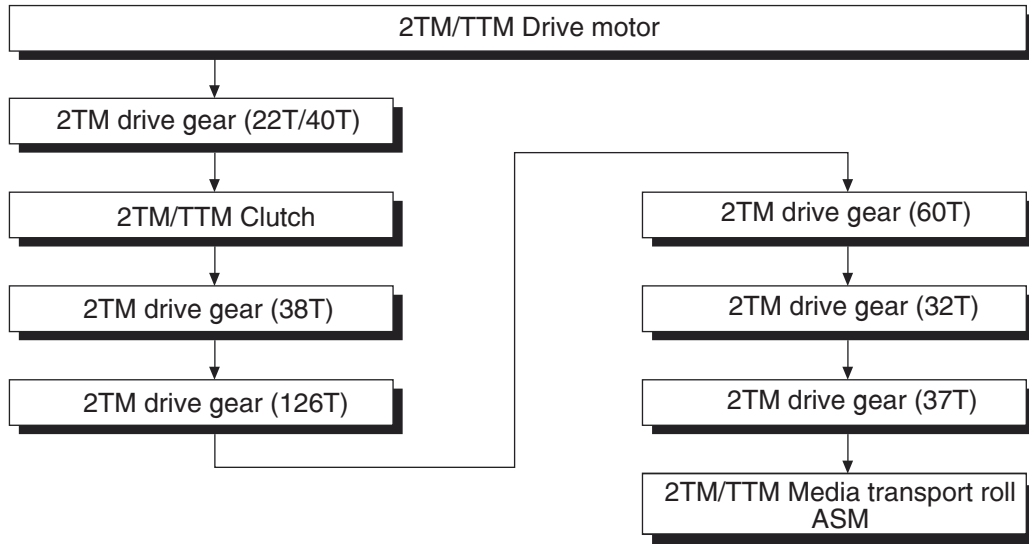 2TM/TTM Drive motor
2TM drive gear (22T/40T)
2TM/TTM Clutch
2TM drive gear (38T)
2TM drive gear (126T)
2TM drive gear (60T)
2TM drive gear (32T)
2TM drive gear (37T)
2TM/TTM Media transport roll
ASM